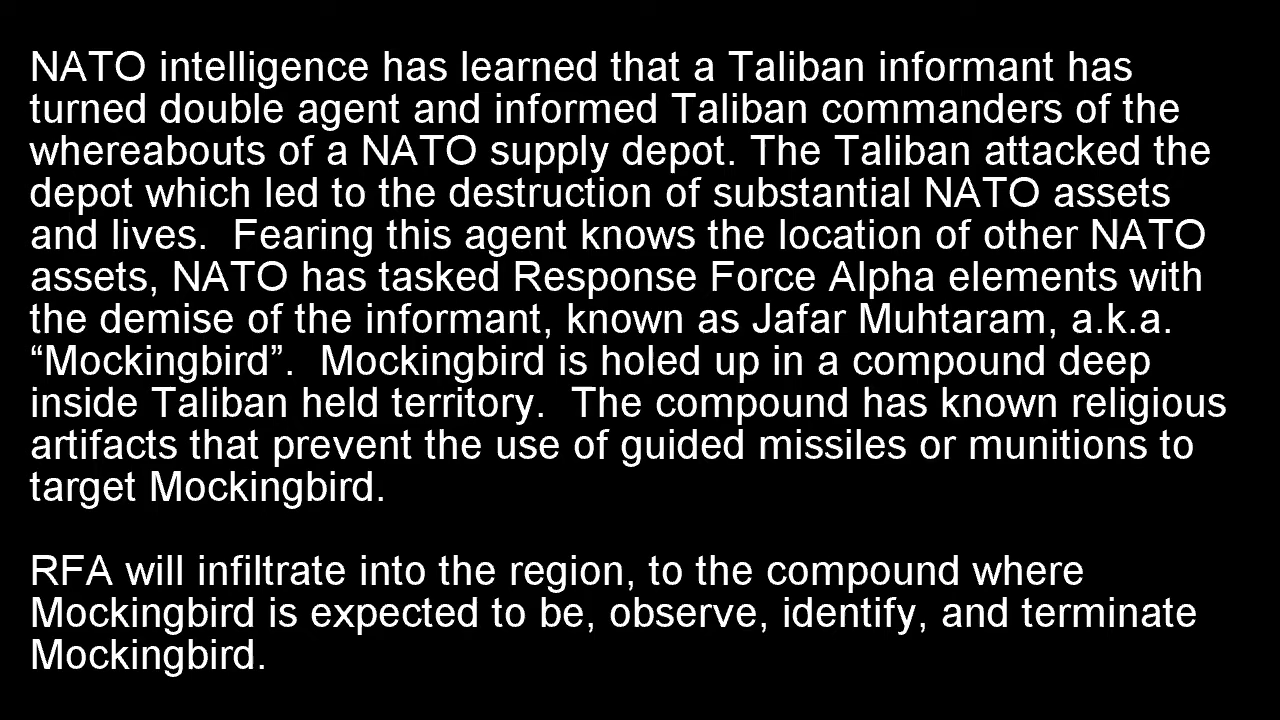 NATO intelligence has learned that a Taliban informant has
turned double agent and informed Taliban commanders of the
whereabouts of a NATO supply depot. The Taliban attacked the
depot which led to the destruction of substantial NATO assets
and lives.  Fearing this agent knows the location of other NATO
assets, NATO has tasked Response Force Alpha elements with
the demise of the informant, known as Jafar Muhtaram, a.k.a.
“Mockingbird”.  Mockingbird is holed up in a compound deep
inside Taliban held territory.  The compound has known religious
artifacts that prevent the use of guided missiles or munitions to
target Mockingbird.
RFA will infiltrate into the region, to the compound where
Mockingbird is expected to be, observe, identify, and terminate
Mockingbird.